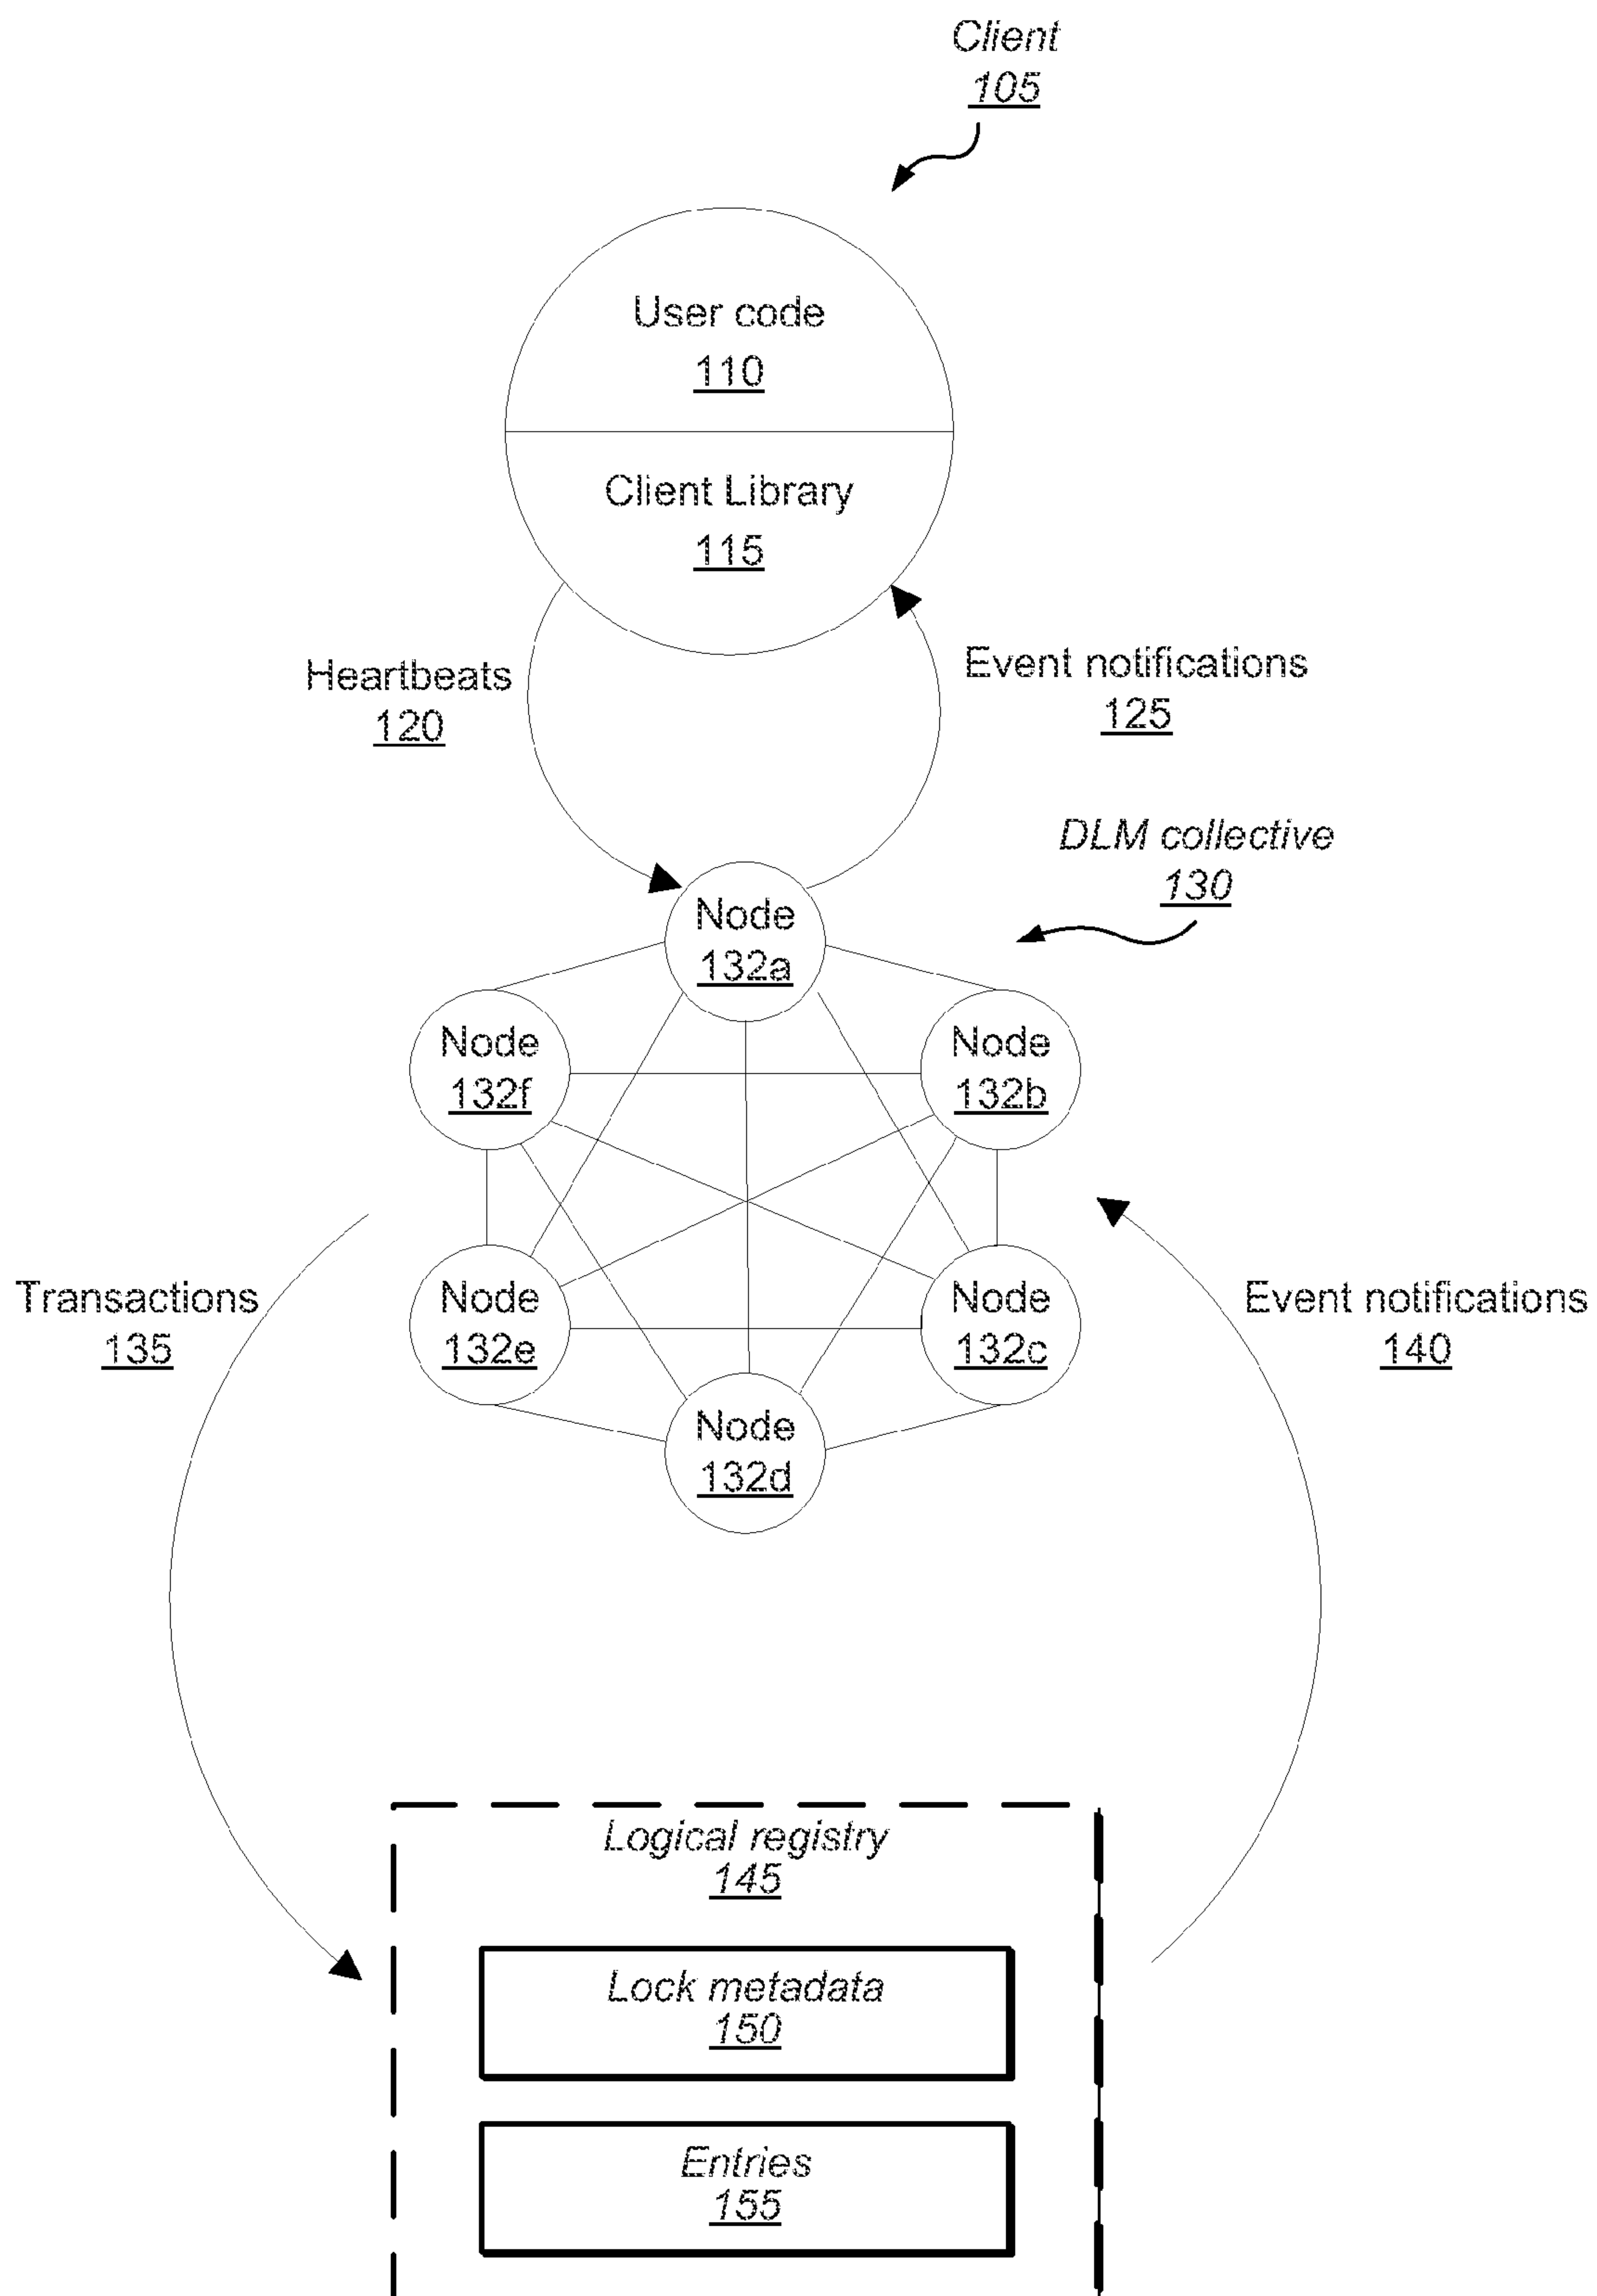 Client
105
User code
110
Client Library
115
Heartbeats
120
Event notifications
125
DLM collective
130
Node
132a
Node
132f
Node
132b
Transactions
135
Node
132e
Node
132c
Event notifications
140
Node
132d
Logical registry
145
Lock metadata
150
Entries
155